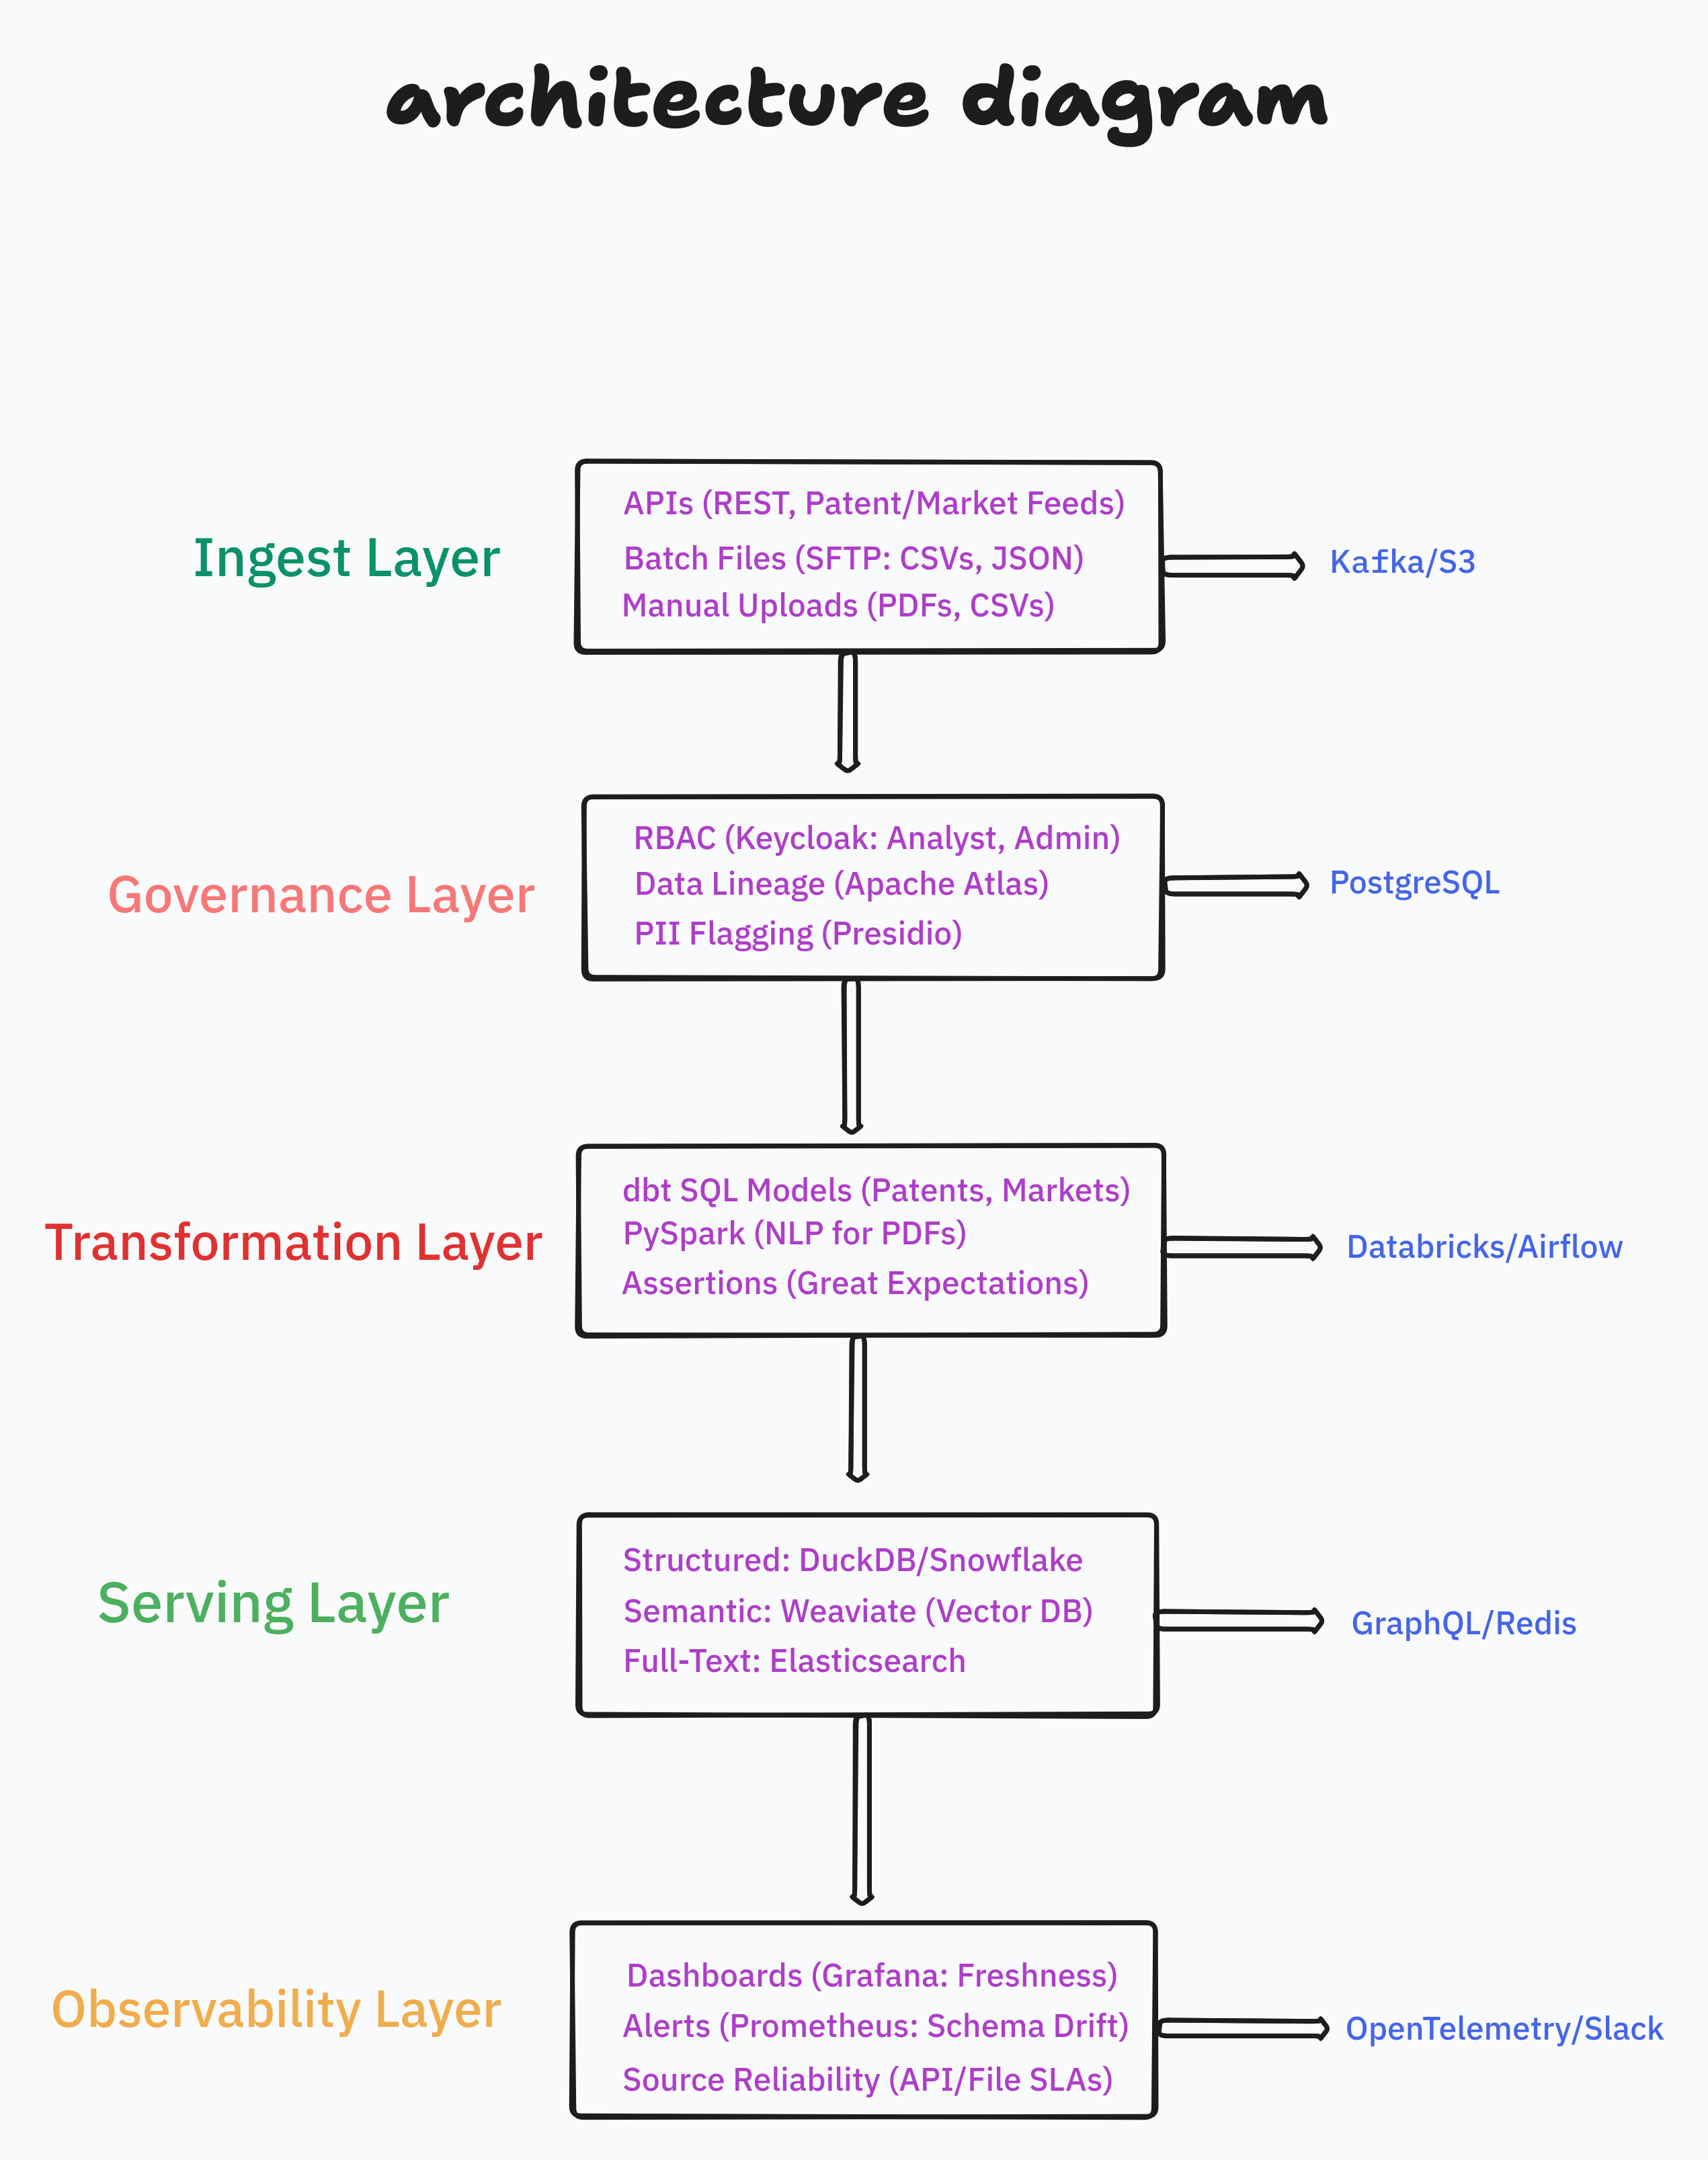 architecture diagram
Ingest Layer
APIs (REST, Patent/Market Feeds)
Batch Files (SFTP: CSVs, JSON)
Manual Uploads (PDFs, CSVs)
Kafka/S3
Governance Layer
RBAC (Keycloak: Analyst, Admin)
Data Lineage (Apache Atlas)
PII Flagging (Presidio)
PostgreSQL
Transformation Layer
dbt SQL Models (Patents, Markets)
PySpark (NLP for PDFs)
Assertions (Great Expectations)
Databricks/Airflow
Serving Layer
Structured: DuckDB/Snowflake
Semantic: Weaviate (Vector DB)
Full-Text: Elasticsearch
GraphQL/Redis
Observability Layer
Dashboards (Grafana: Freshness)
Alerts (Prometheus: Schema Drift)
Source Reliability (API/File SLAs)
OpenTelemetry/Slack